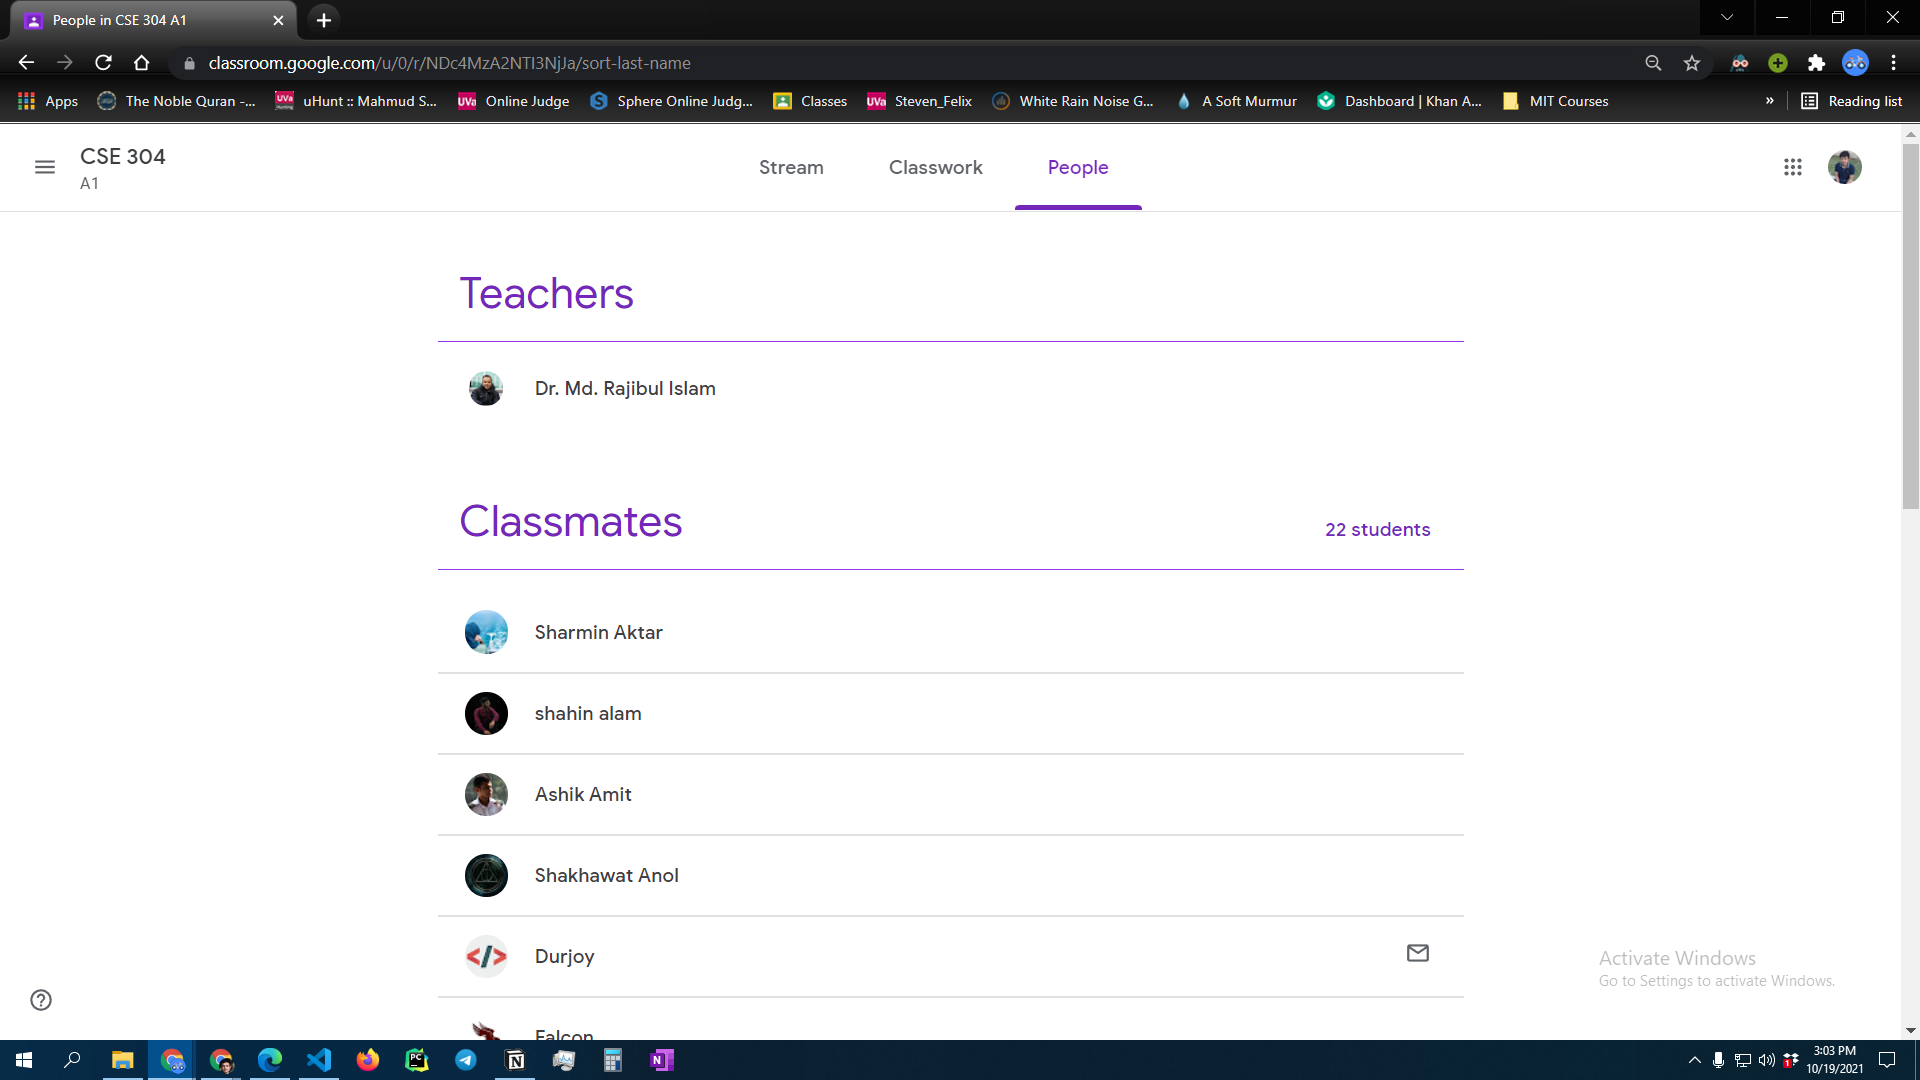 People in CSE 304 A1
classroom.google.com/u/0/r/NDc4MzA2NTI3NjJa/sort-last-name
Apps The Noble Quran -... uHunt :: Mahmud S... Online Judge Sphere Online Judg... Classes Steven_Felix White Rain Noise G... A Soft Murmur Dashboard | Khan A... MIT Courses » Reading list
CSE 304
A1
Stream Classwork People
Teachers
Dr. Md. Rajibul Islam
Classmates
22 students
Sharmin Aktar
shahin alam
Ashik Amit
Shakhawat Anol
Durjoy
Falcon
Activate Windows
Go to Settings to activate Windows.
3:03 PM
10/19/2021